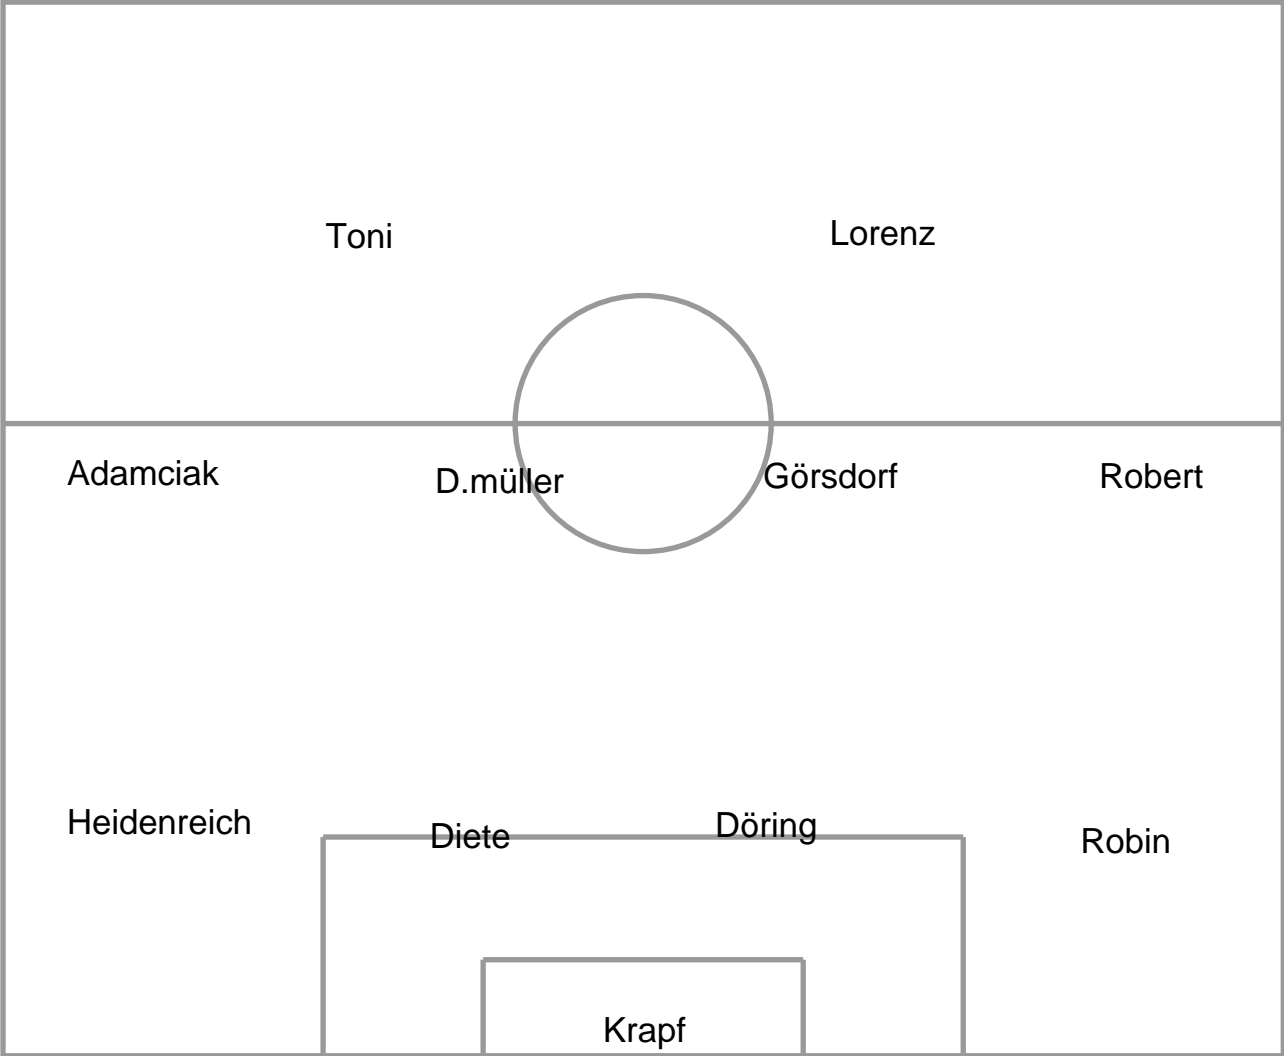 Toni Lorenz
Adamciak D.müller Görsdorf Robert
Heidenreich Diete Döring Robin
Krapf